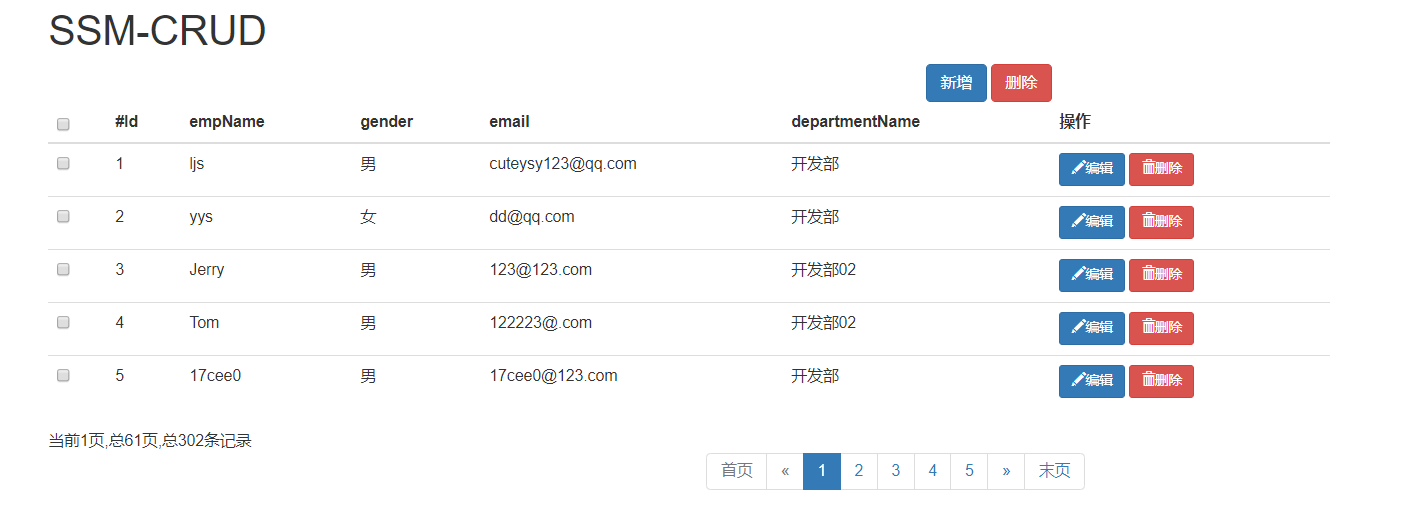 SSM-CRUD
新增 删除
#Id empName gender email departmentName 操作
1 ljs 男 cuteysy123@qq.com 开发部 编辑 删除
2 yys 女 dd@qq.com 开发部 编辑 删除
3 Jerry 男 123@123.com 开发部02 编辑 删除
4 Tom 男 122223@.com 开发部02 编辑 删除
5 17cee0 男 17cee0@123.com 开发部 编辑 删除
当前1页,总61页,总302条记录
首页 « 1 2 3 4 5 » 末页